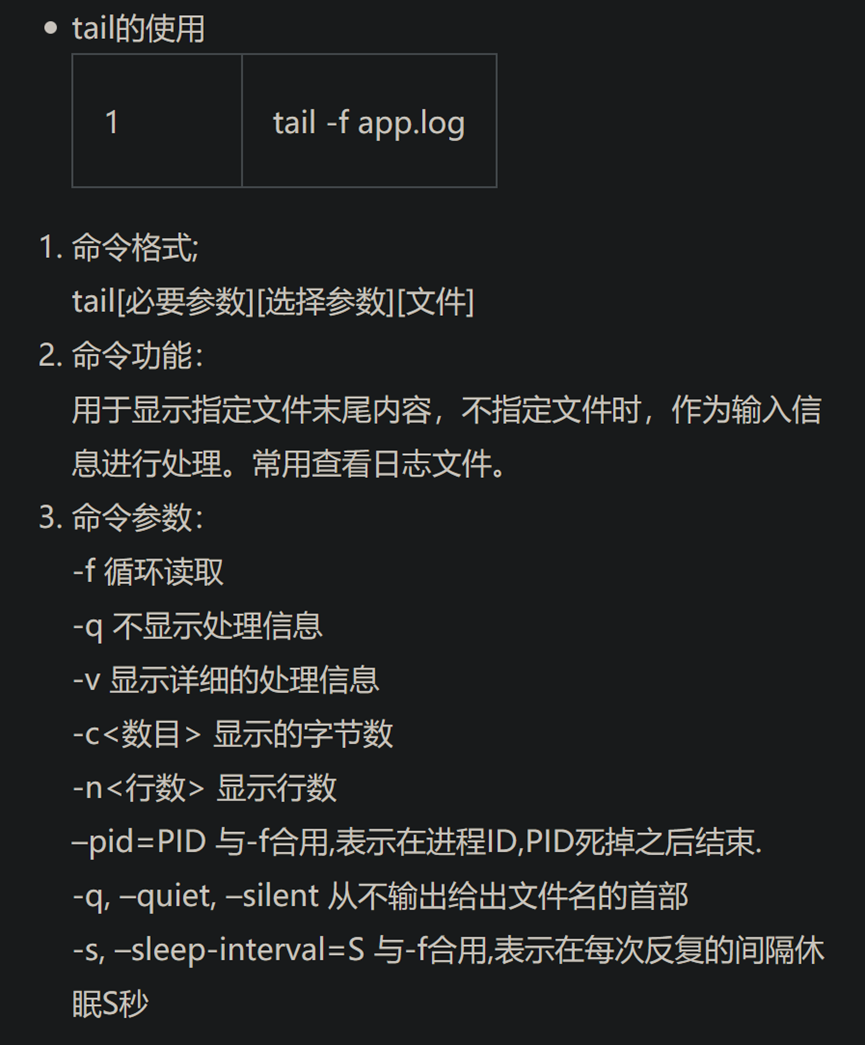 tail的使用
1 tail -f app.log
1. 命令格式;
tail[必要参数][选择参数][文件]
2. 命令功能：
用于显示指定文件末尾内容，不指定文件时，作为输入信
息进行处理。常用查看日志文件。
3. 命令参数：
-f 循环读取
-q 不显示处理信息
-v 显示详细的处理信息
-c<数目> 显示的字节数
-n<行数> 显示行数
–pid=PID 与-f合用,表示在进程ID,PID死掉之后结束.
-q, –quiet, –silent 从不输出给出文件名的首部
-s, –sleep-interval=S 与-f合用,表示在每次反复的间隔休
眠S秒